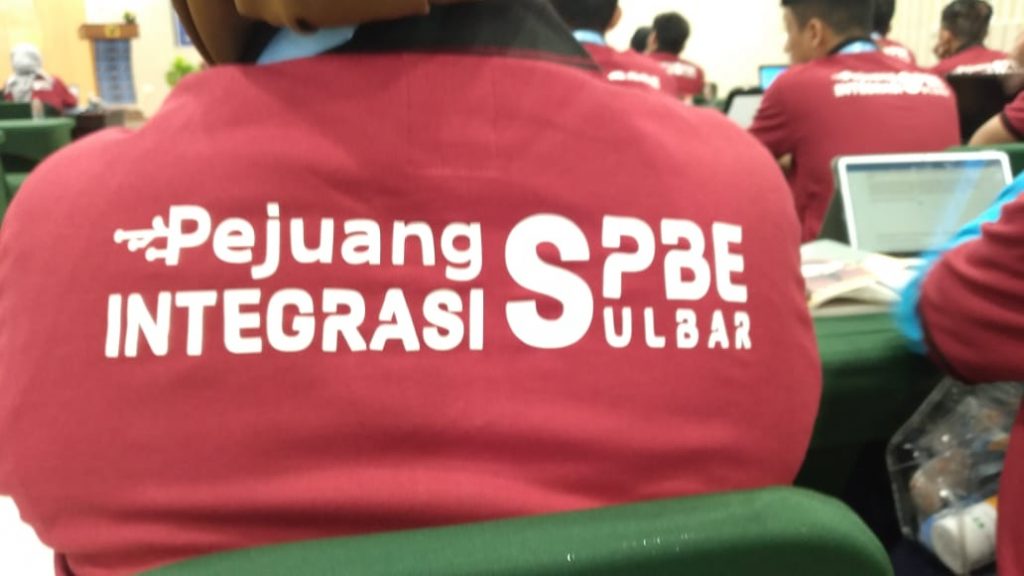 Pejuang
INTEGRASI
SPBE
SULBAR